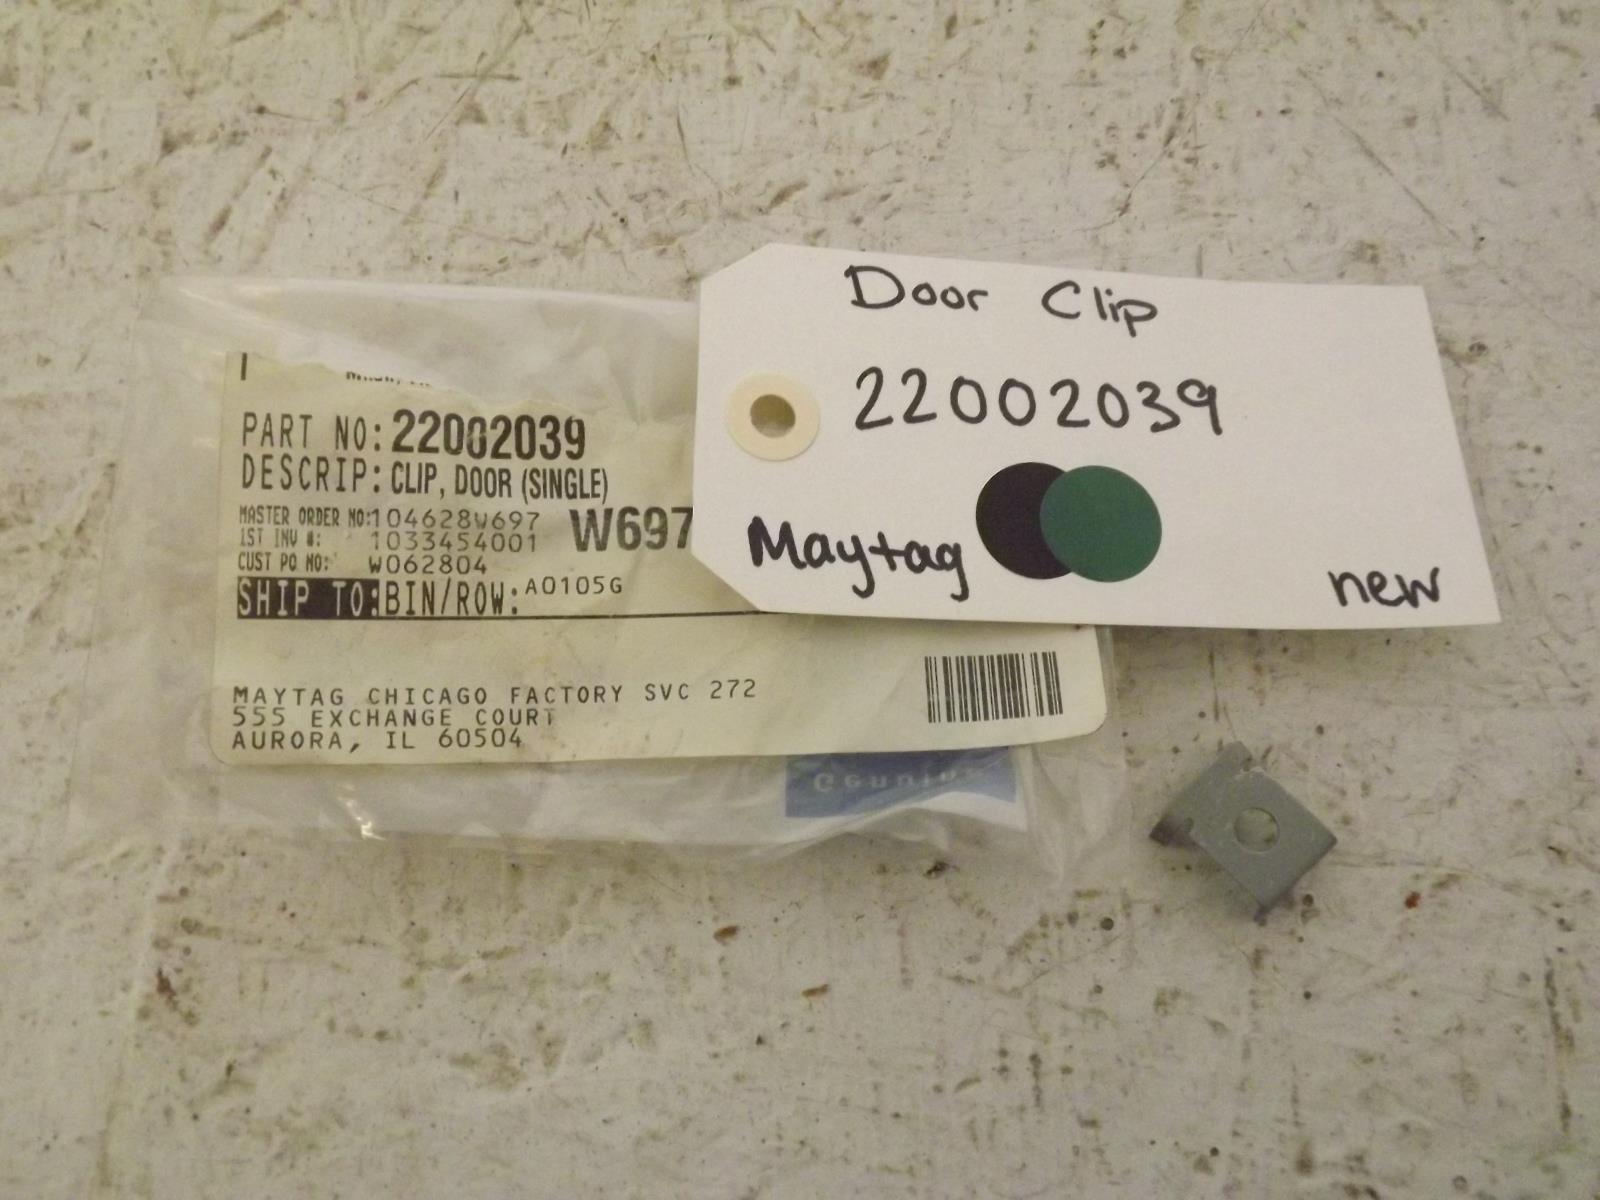 Door Clip
22002039
Maytag
new
PART NO: 22002039
DESCRIP: CLIP, DOOR (SINGLE)
MASTER ORDER NO: 104628W697
W697
1ST INV #: 1033454001
CUST PO NO: W062804
SHIP TO: BIN/ROW: A0105G
MAYTAG CHICAGO FACTORY SVC 272
555 EXCHANGE COURT
AURORA, IL 60504
Genuine